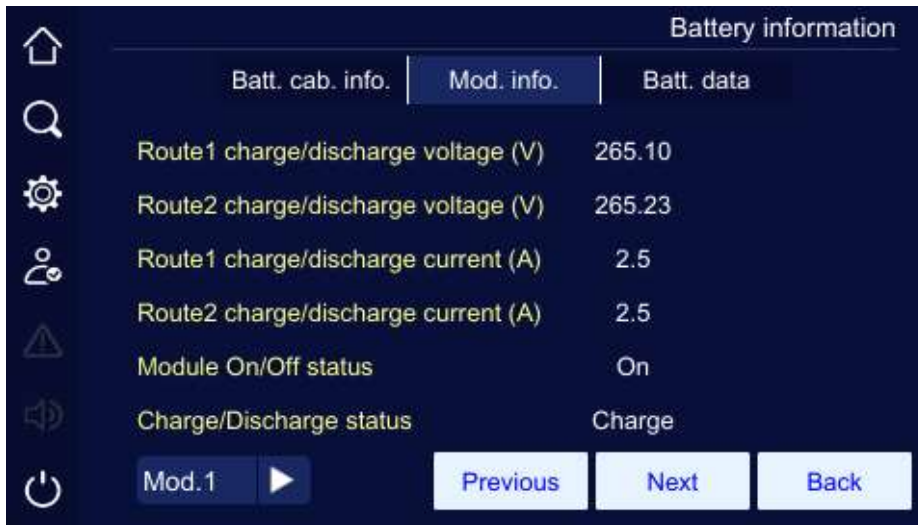 Battery information
Batt. cab. info. Mod. info. Batt. data
Route1 charge/discharge voltage (V) 265.10
Route2 charge/discharge voltage (V) 265.23
Route1 charge/discharge current (A) 2.5
Route2 charge/discharge current (A) 2.5
Module On/Off status On
Charge/Discharge status Charge
Mod.1 Previous Next Back